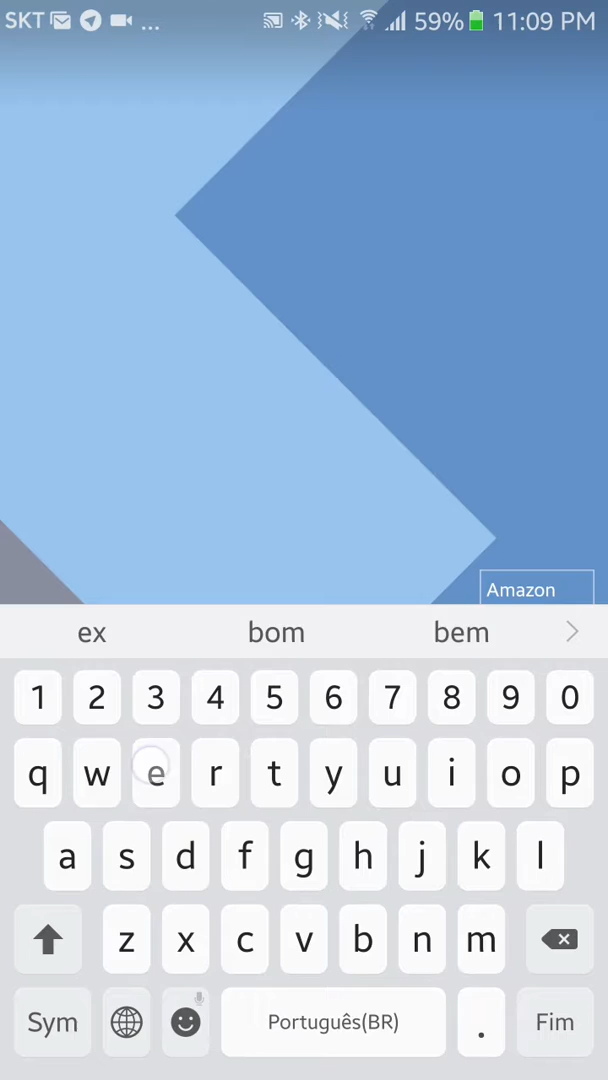 SKT ... 59% 11:09 PM
Amazon
ex bom bem
1 2 3 4 5 6 7 8 9 0
q w e r t y u i o p
a s d f g h j k l
z x c v b n m
Sym Português(BR) . Fim